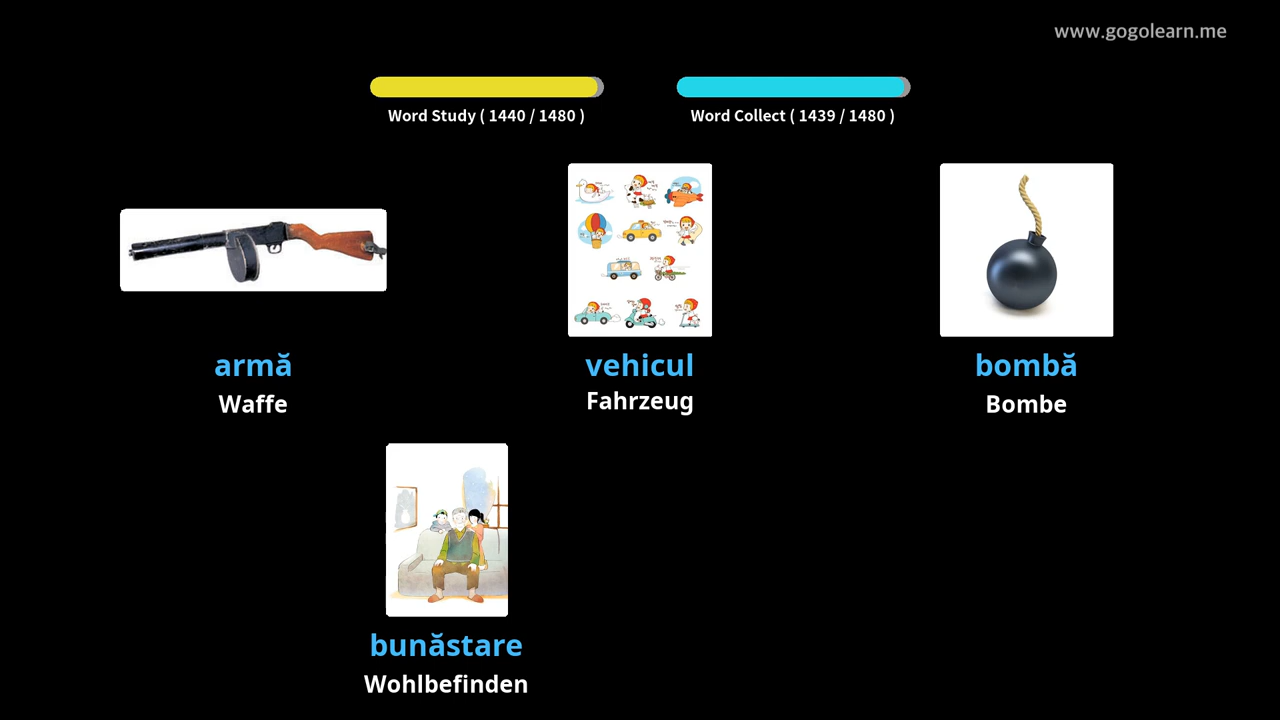 www.gogolearn.me
Word Study ( 1440 / 1480 )
Word Collect ( 1439 / 1480 )
armă
Waffe
vehicul
Fahrzeug
bombă
Bombe
bunăstare
Wohlbefinden